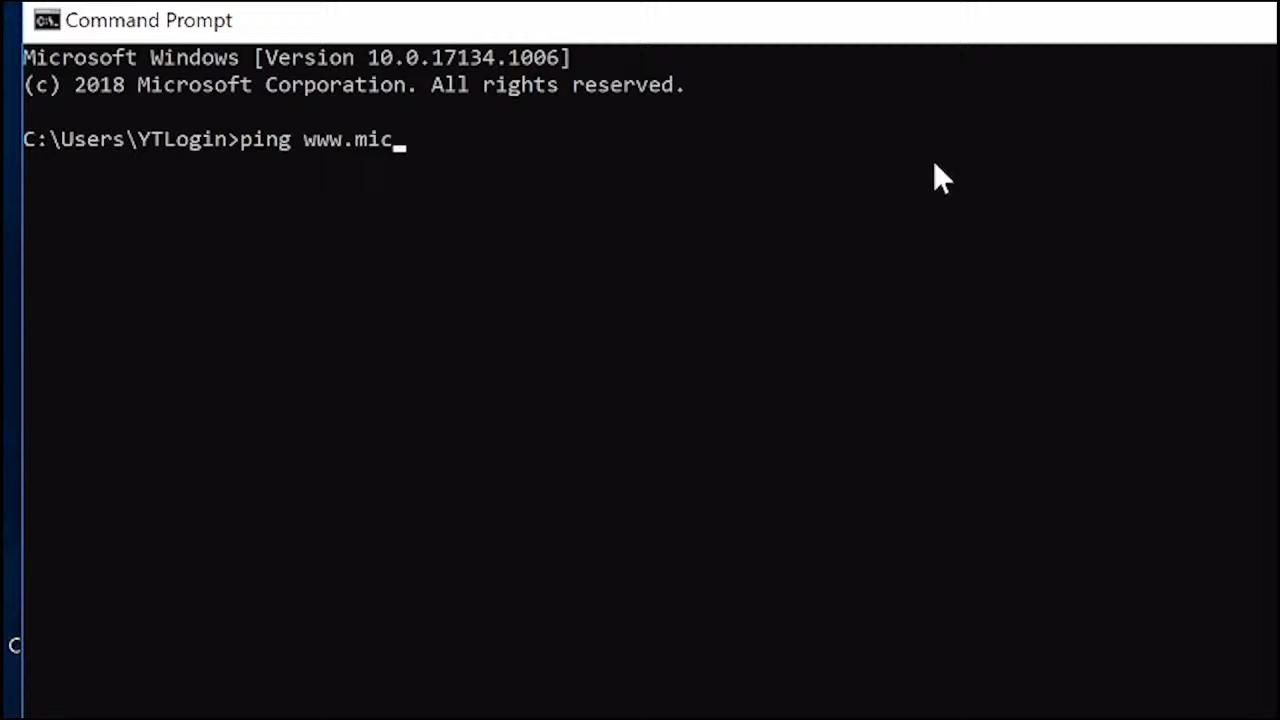 Command Prompt
Microsoft Windows [Version 10.0.17134.1006]
(c) 2018 Microsoft Corporation. All rights reserved.
C:\Users\YTLogin>ping www.mic
C